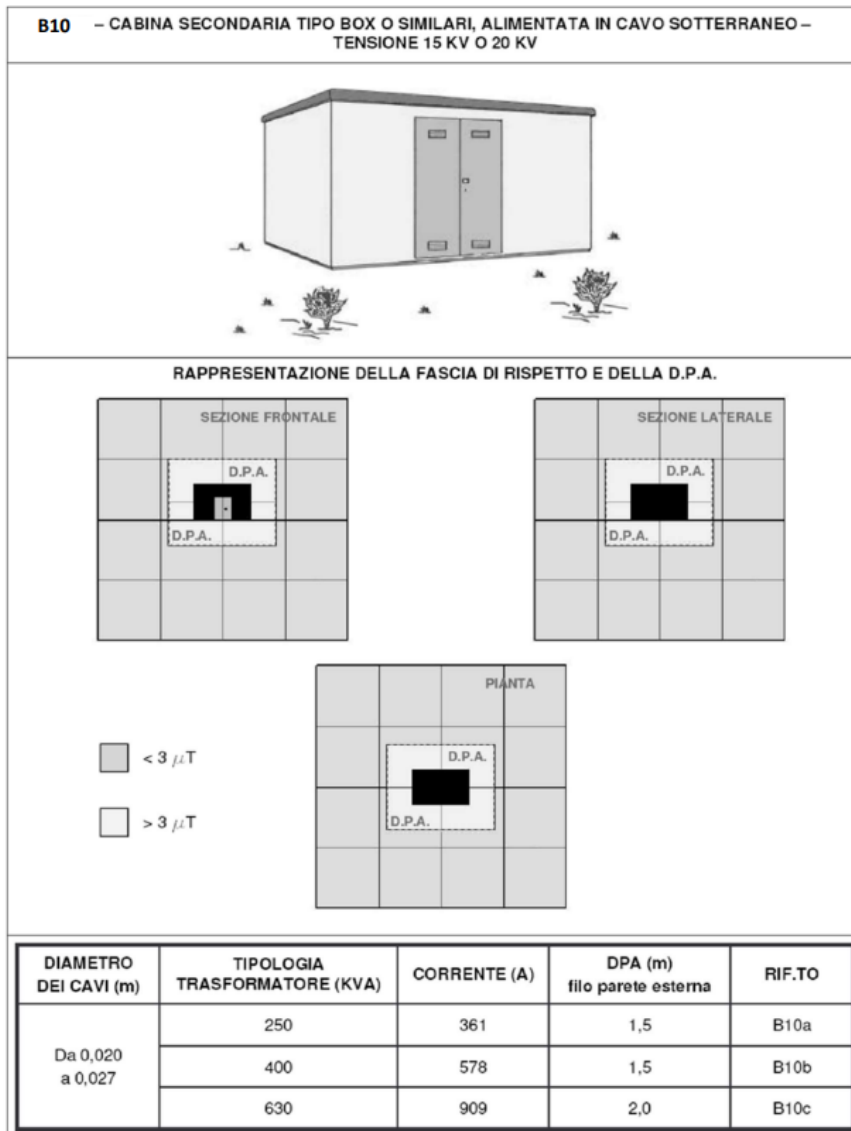 B10 – CABINA SECONDARIA TIPO BOX O SIMILARI, ALIMENTATA IN CAVO SOTTERRANEO –
TENSIONE 15 KV O 20 KV
RAPPRESENTAZIONE DELLA FASCIA DI RISPETTO E DELLA D.P.A.
SEZIONE FRONTALE
D.P.A.
D.P.A.
SEZIONE LATERALE
D.P.A.
D.P.A.
PIANTA
D.P.A.
D.P.A.
< 3 μT
> 3 μT
DIAMETRO DEI CAVI (m) TIPOLOGIA TRASFORMATORE (KVA) CORRENTE (A) DPA (m) filo parete esterna RIF.TO
Da 0,020 a 0,027
250 361 1,5 B10a
400 578 1,5 B10b
630 909 2,0 B10c